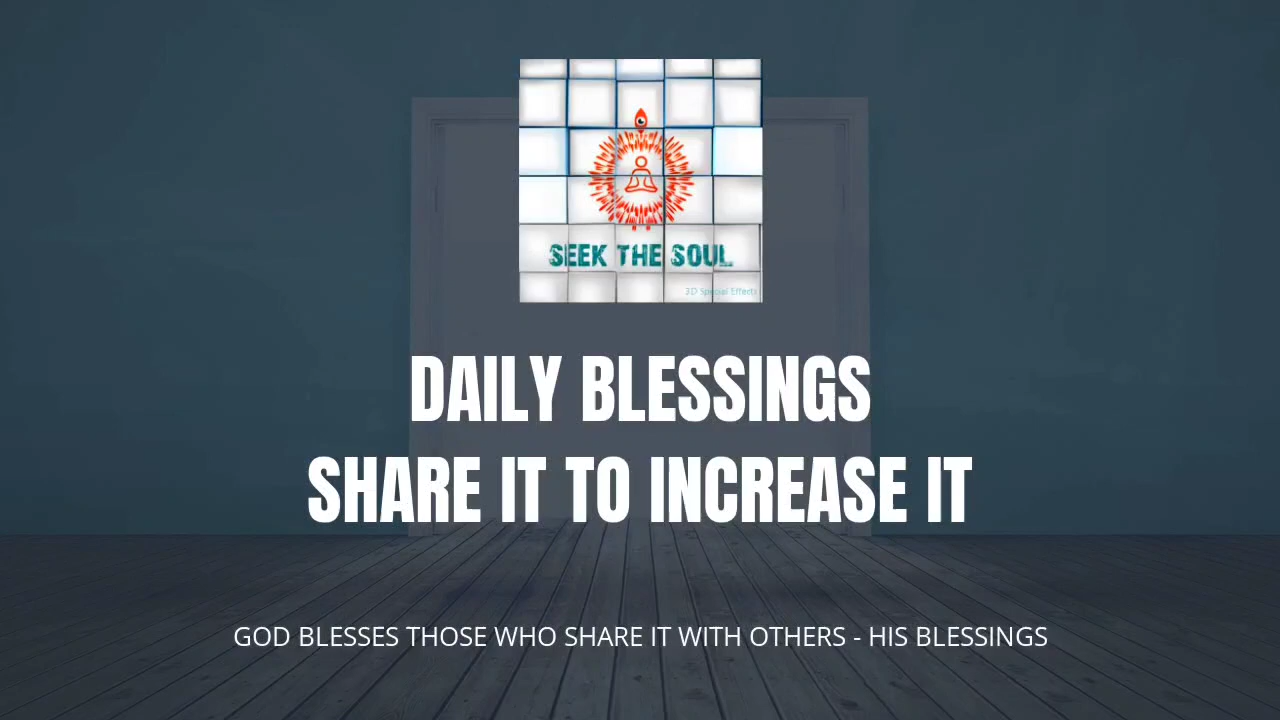 SEEK THE SOUL
3D Special Effects
DAILY BLESSINGS
SHARE IT TO INCREASE IT
GOD BLESSES THOSE WHO SHARE IT WITH OTHERS - HIS BLESSINGS